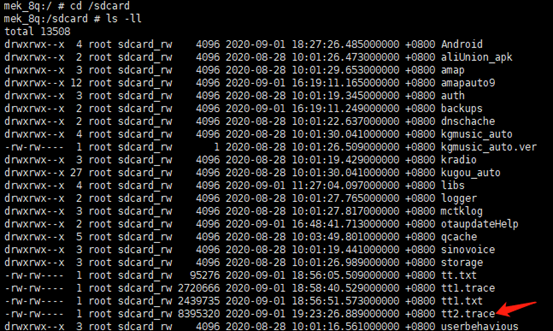 mek_8q:/ # cd /sdcard
mek_8q:/sdcard # ls -ll
total 13508
drwxrwx--x 4 root sdcard_rw 4096 2020-09-01 18:27:26.485000000 +0800 Android
drwxrwx--x 2 root sdcard_rw 4096 2020-08-28 10:01:26.473000000 +0800 aliUnion_apk
drwxrwx--x 3 root sdcard_rw 4096 2020-08-28 10:01:29.653000000 +0800 amap
drwxrwx--x 12 root sdcard_rw 4096 2020-09-01 16:19:11.165000000 +0800 amapauto9
drwxrwx--x 3 root sdcard_rw 4096 2020-08-28 10:01:19.345000000 +0800 auth
drwxrwx--x 2 root sdcard_rw 4096 2020-09-01 16:19:11.249000000 +0800 backups
drwxrwx--x 2 root sdcard_rw 4096 2020-08-28 10:01:22.637000000 +0800 dnschache
drwxrwx--x 4 root sdcard_rw 4096 2020-08-28 10:01:30.041000000 +0800 kgmusic_auto
-rw-rw---- 1 root sdcard_rw 1 2020-08-28 10:01:26.509000000 +0800 kgmusic_auto.ver
drwxrwx--x 3 root sdcard_rw 4096 2020-08-28 10:01:19.429000000 +0800 kradio
drwxrwx--x 27 root sdcard_rw 4096 2020-08-28 10:01:30.041000000 +0800 kugou_auto
drwxrwx--x 4 root sdcard_rw 4096 2020-09-01 11:27:04.097000000 +0800 libs
drwxrwx--x 2 root sdcard_rw 4096 2020-08-28 10:01:27.765000000 +0800 logger
drwxrwx--x 3 root sdcard_rw 4096 2020-08-28 10:01:27.817000000 +0800 mctklog
drwxrwx--x 2 root sdcard_rw 4096 2020-09-01 16:48:41.713000000 +0800 otaupdateHelp
drwxrwx--x 5 root sdcard_rw 4096 2020-08-28 10:03:49.801000000 +0800 qcache
drwxrwx--x 3 root sdcard_rw 4096 2020-08-28 10:01:19.441000000 +0800 sinovoice
drwxrwx--x 3 root sdcard_rw 4096 2020-08-28 10:01:26.989000000 +0800 storage
-rw-rw---- 1 root sdcard_rw 95276 2020-09-01 18:56:05.509000000 +0800 tt.txt
-rw-rw---- 1 root sdcard_rw 2720666 2020-09-01 18:58:40.529000000 +0800 tt1.trace
-rw-rw---- 1 root sdcard_rw 2439735 2020-09-01 18:56:51.573000000 +0800 tt1.txt
-rw-rw---- 1 root sdcard_rw 8395320 2020-09-01 19:23:26.889000000 +0800 tt2.trace
drwxrwx--x 3 root sdcard_rw 4096 2020-08-28 10:01:16.561000000 +0800 userbehavious